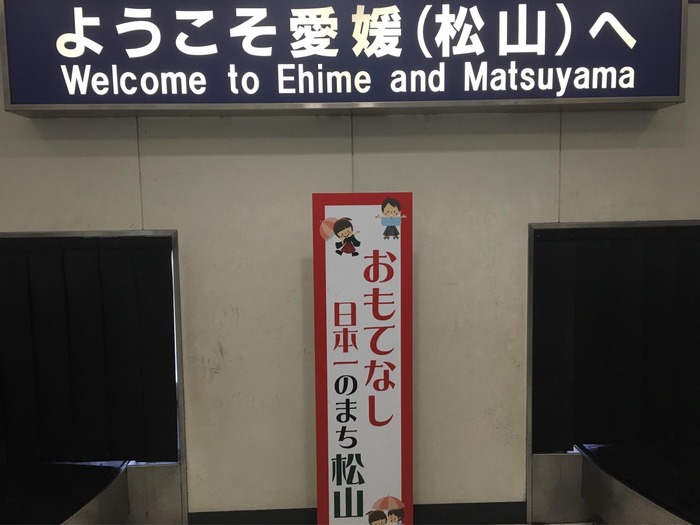 ようこそ愛媛(松山)へ
Welcome to Ehime and Matsuyama
おもてなし
日本一のまち松山